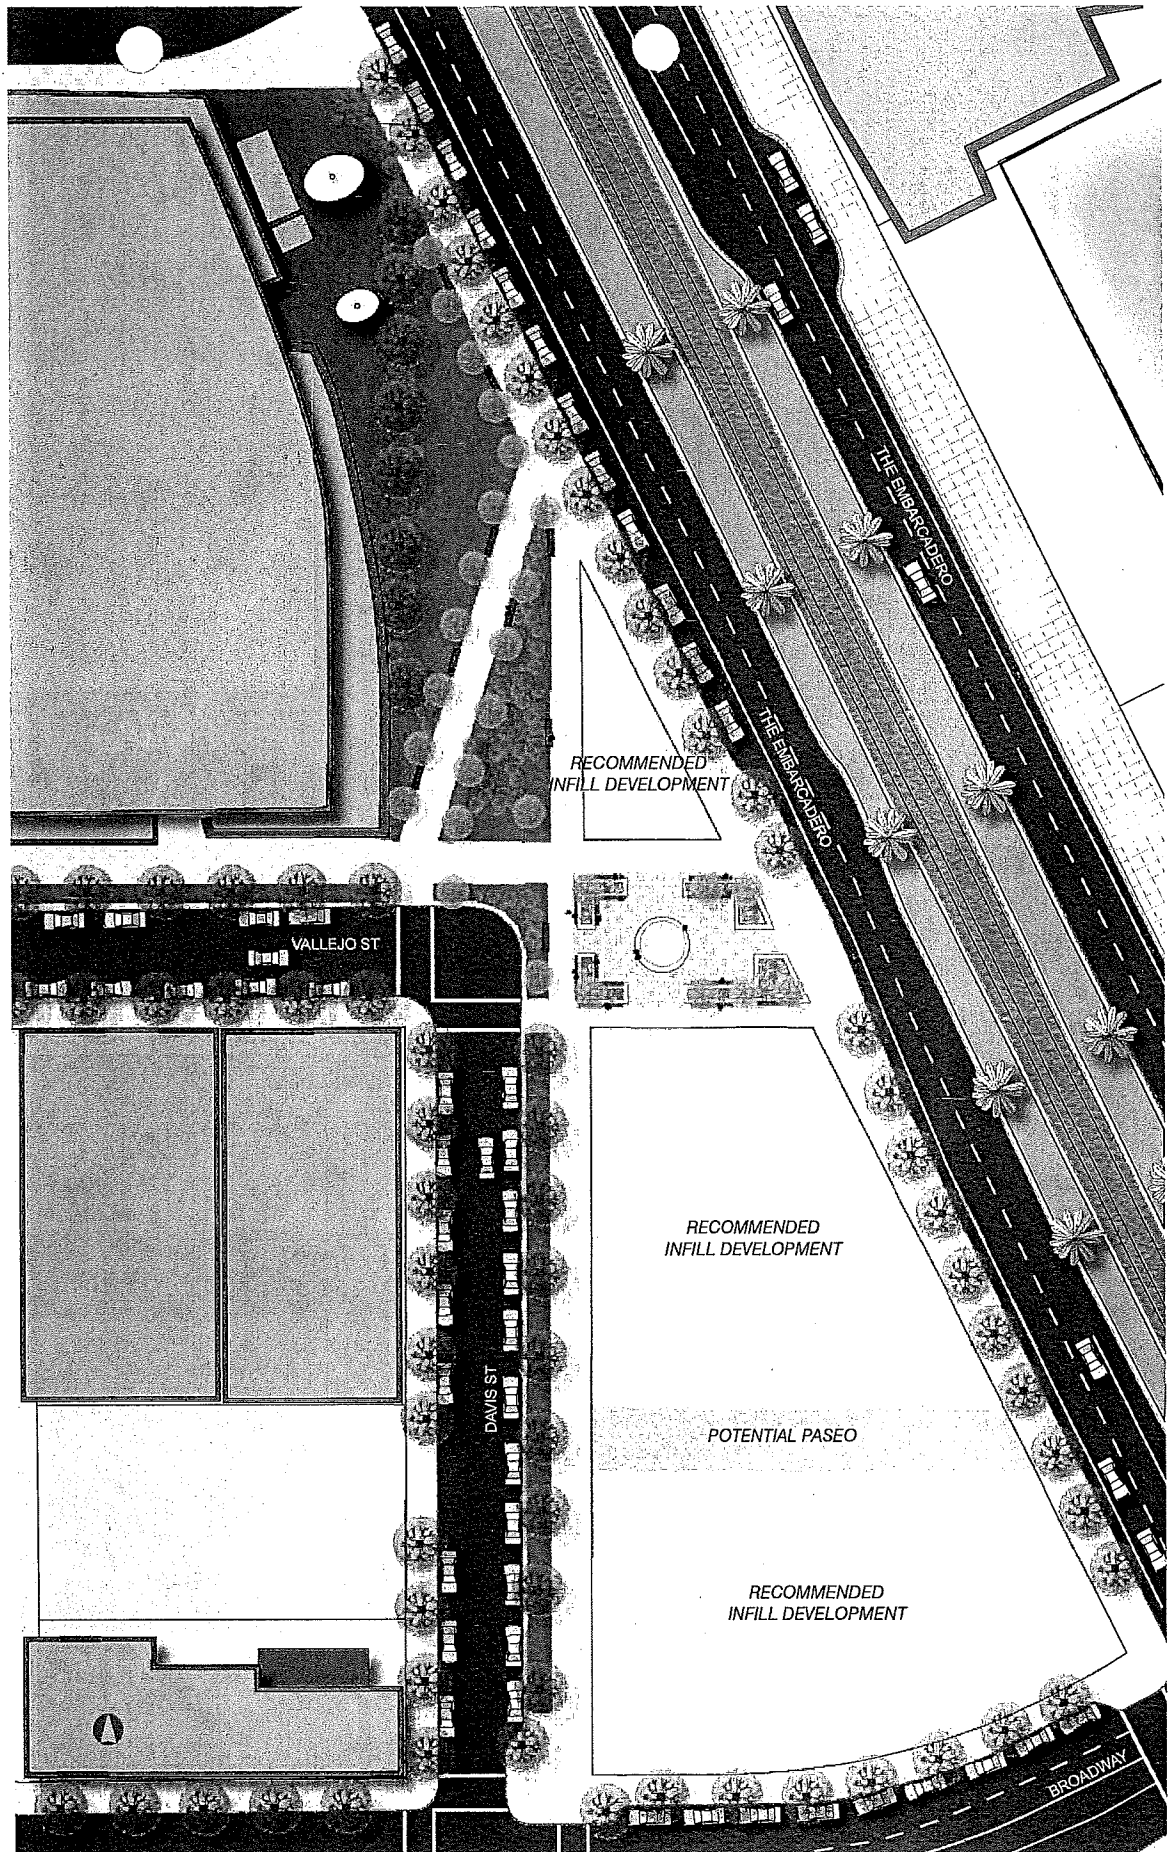 THE EMBARCADERO
THE EMBARCADERO
RECOMMENDED
INFILL DEVELOPMENT
VALLEJO ST
RECOMMENDED
INFILL DEVELOPMENT
DAVIS ST
POTENTIAL PASEO
RECOMMENDED
INFILL DEVELOPMENT
BROADWAY